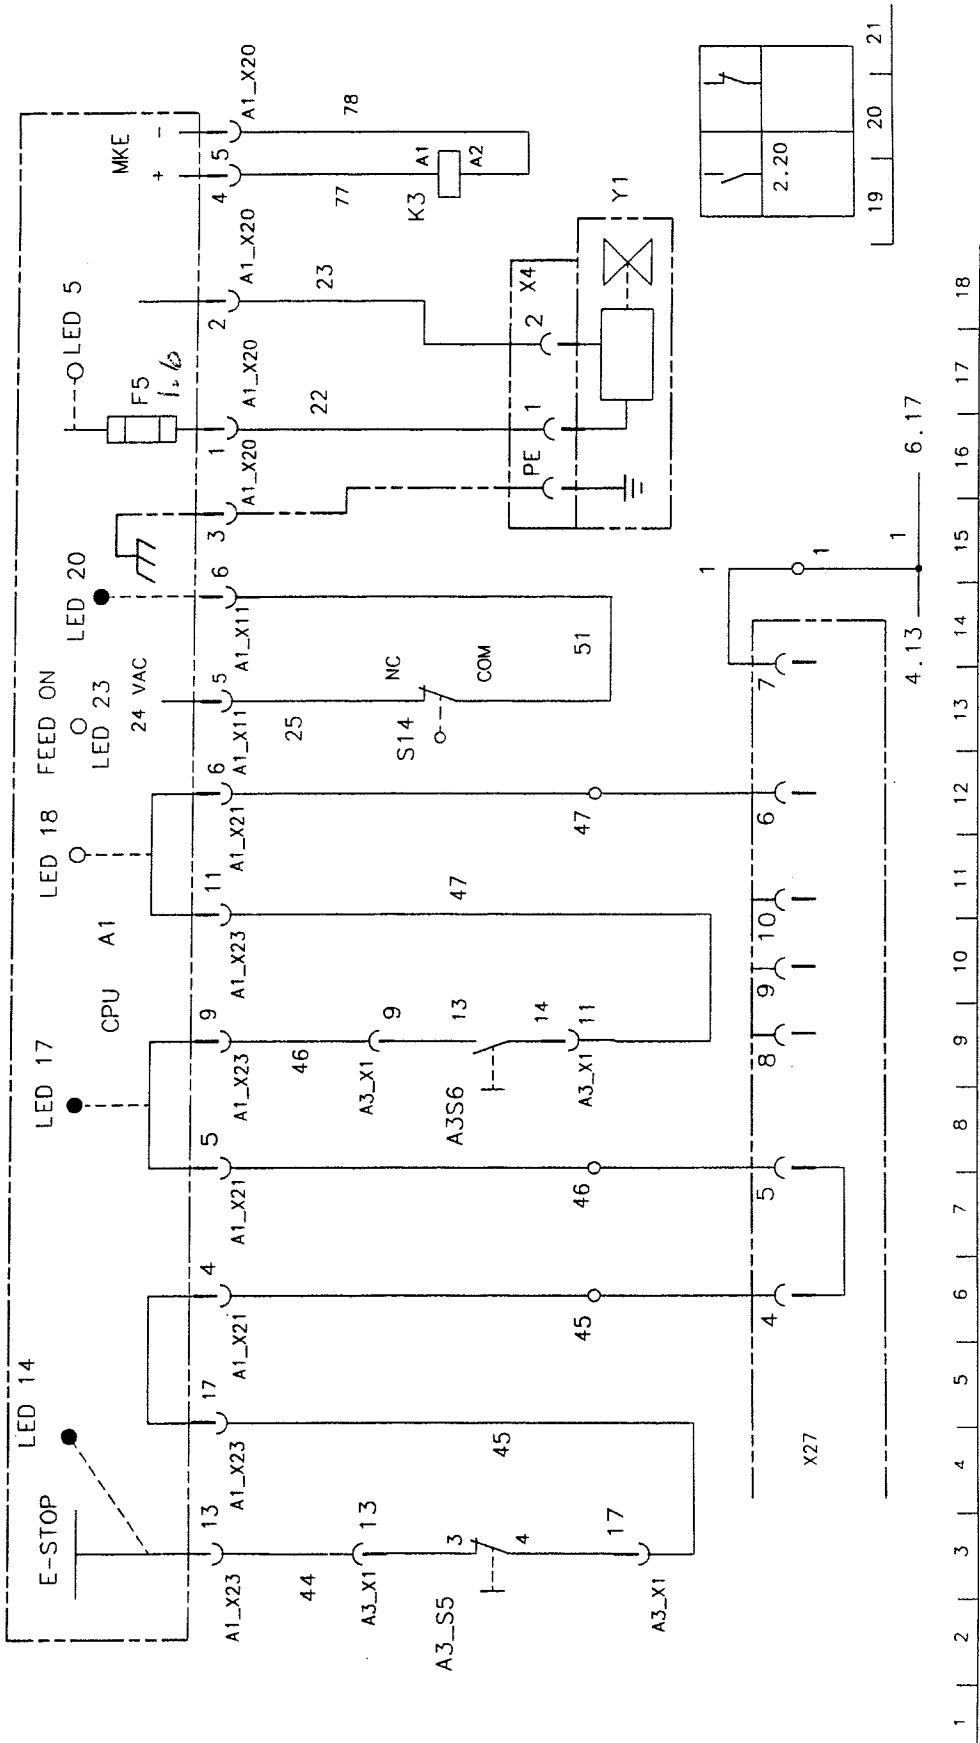 LED 14
E-STOP
LED 17
CPU
A1
LED 18
FEED ON
LED 23
24 VAC
LED 20
LED 5
F5
1.6
MKE
+
-
13
A1_X23
17
A1_X23
4
A1_X21
5
A1_X21
9
A1_X23
11
A1_X23
6
A1_X21
5
A1_X11
6
A1_X11
3
A1_X20
1
A1_X20
2
A1_X20
4
5
A1_X20
44
A3_X1
13
A3_S5
3
4
A3_X1
17
45
45
46
46
A3_X1
9
A3S6
13
14
A3_X1
11
47
47
25
S14
NC
COM
51
22
23
77
78
K3
A1
A2
PE
1
2
X4
Y1
X27
4
5
8
9
10
6
7
1
1
1
4.13
6.17
2.20
1
2
3
4
5
6
7
8
9
10
11
12
13
14
15
16
17
18
19
20
21